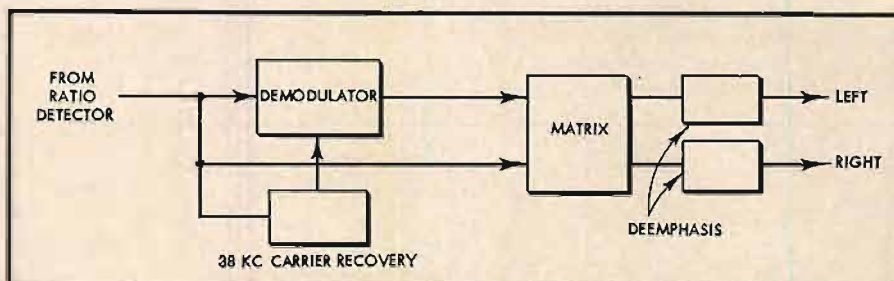 FROM
RATIO
DETECTOR
DEMODULATOR
MATRIX
LEFT
RIGHT
DEEMPHASIS
38 KC CARRIER RECOVERY